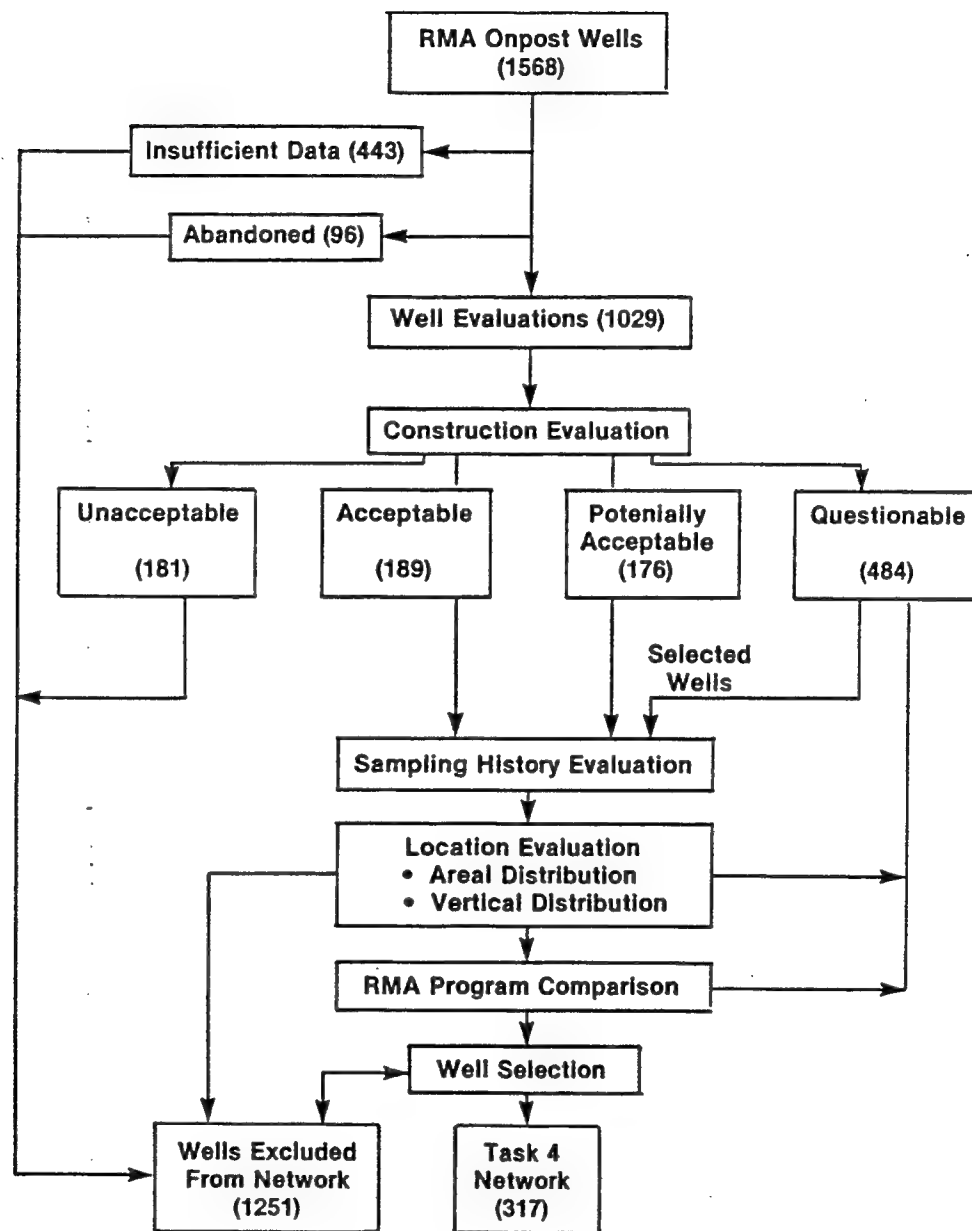 RMA Onpost Wells
(1568)
Insufficient Data (443)
Abandoned (96)
Well Evaluations (1029)
Construction Evaluation
Unacceptable
(181)
Acceptable
(189)
Potenially
Acceptable
(176)
Questionable
(484)
Selected
Wells
Sampling History Evaluation
Location Evaluation
• Areal Distribution
• Vertical Distribution
RMA Program Comparison
Well Selection
Wells Excluded
From Network
(1251)
Task 4
Network
(317)